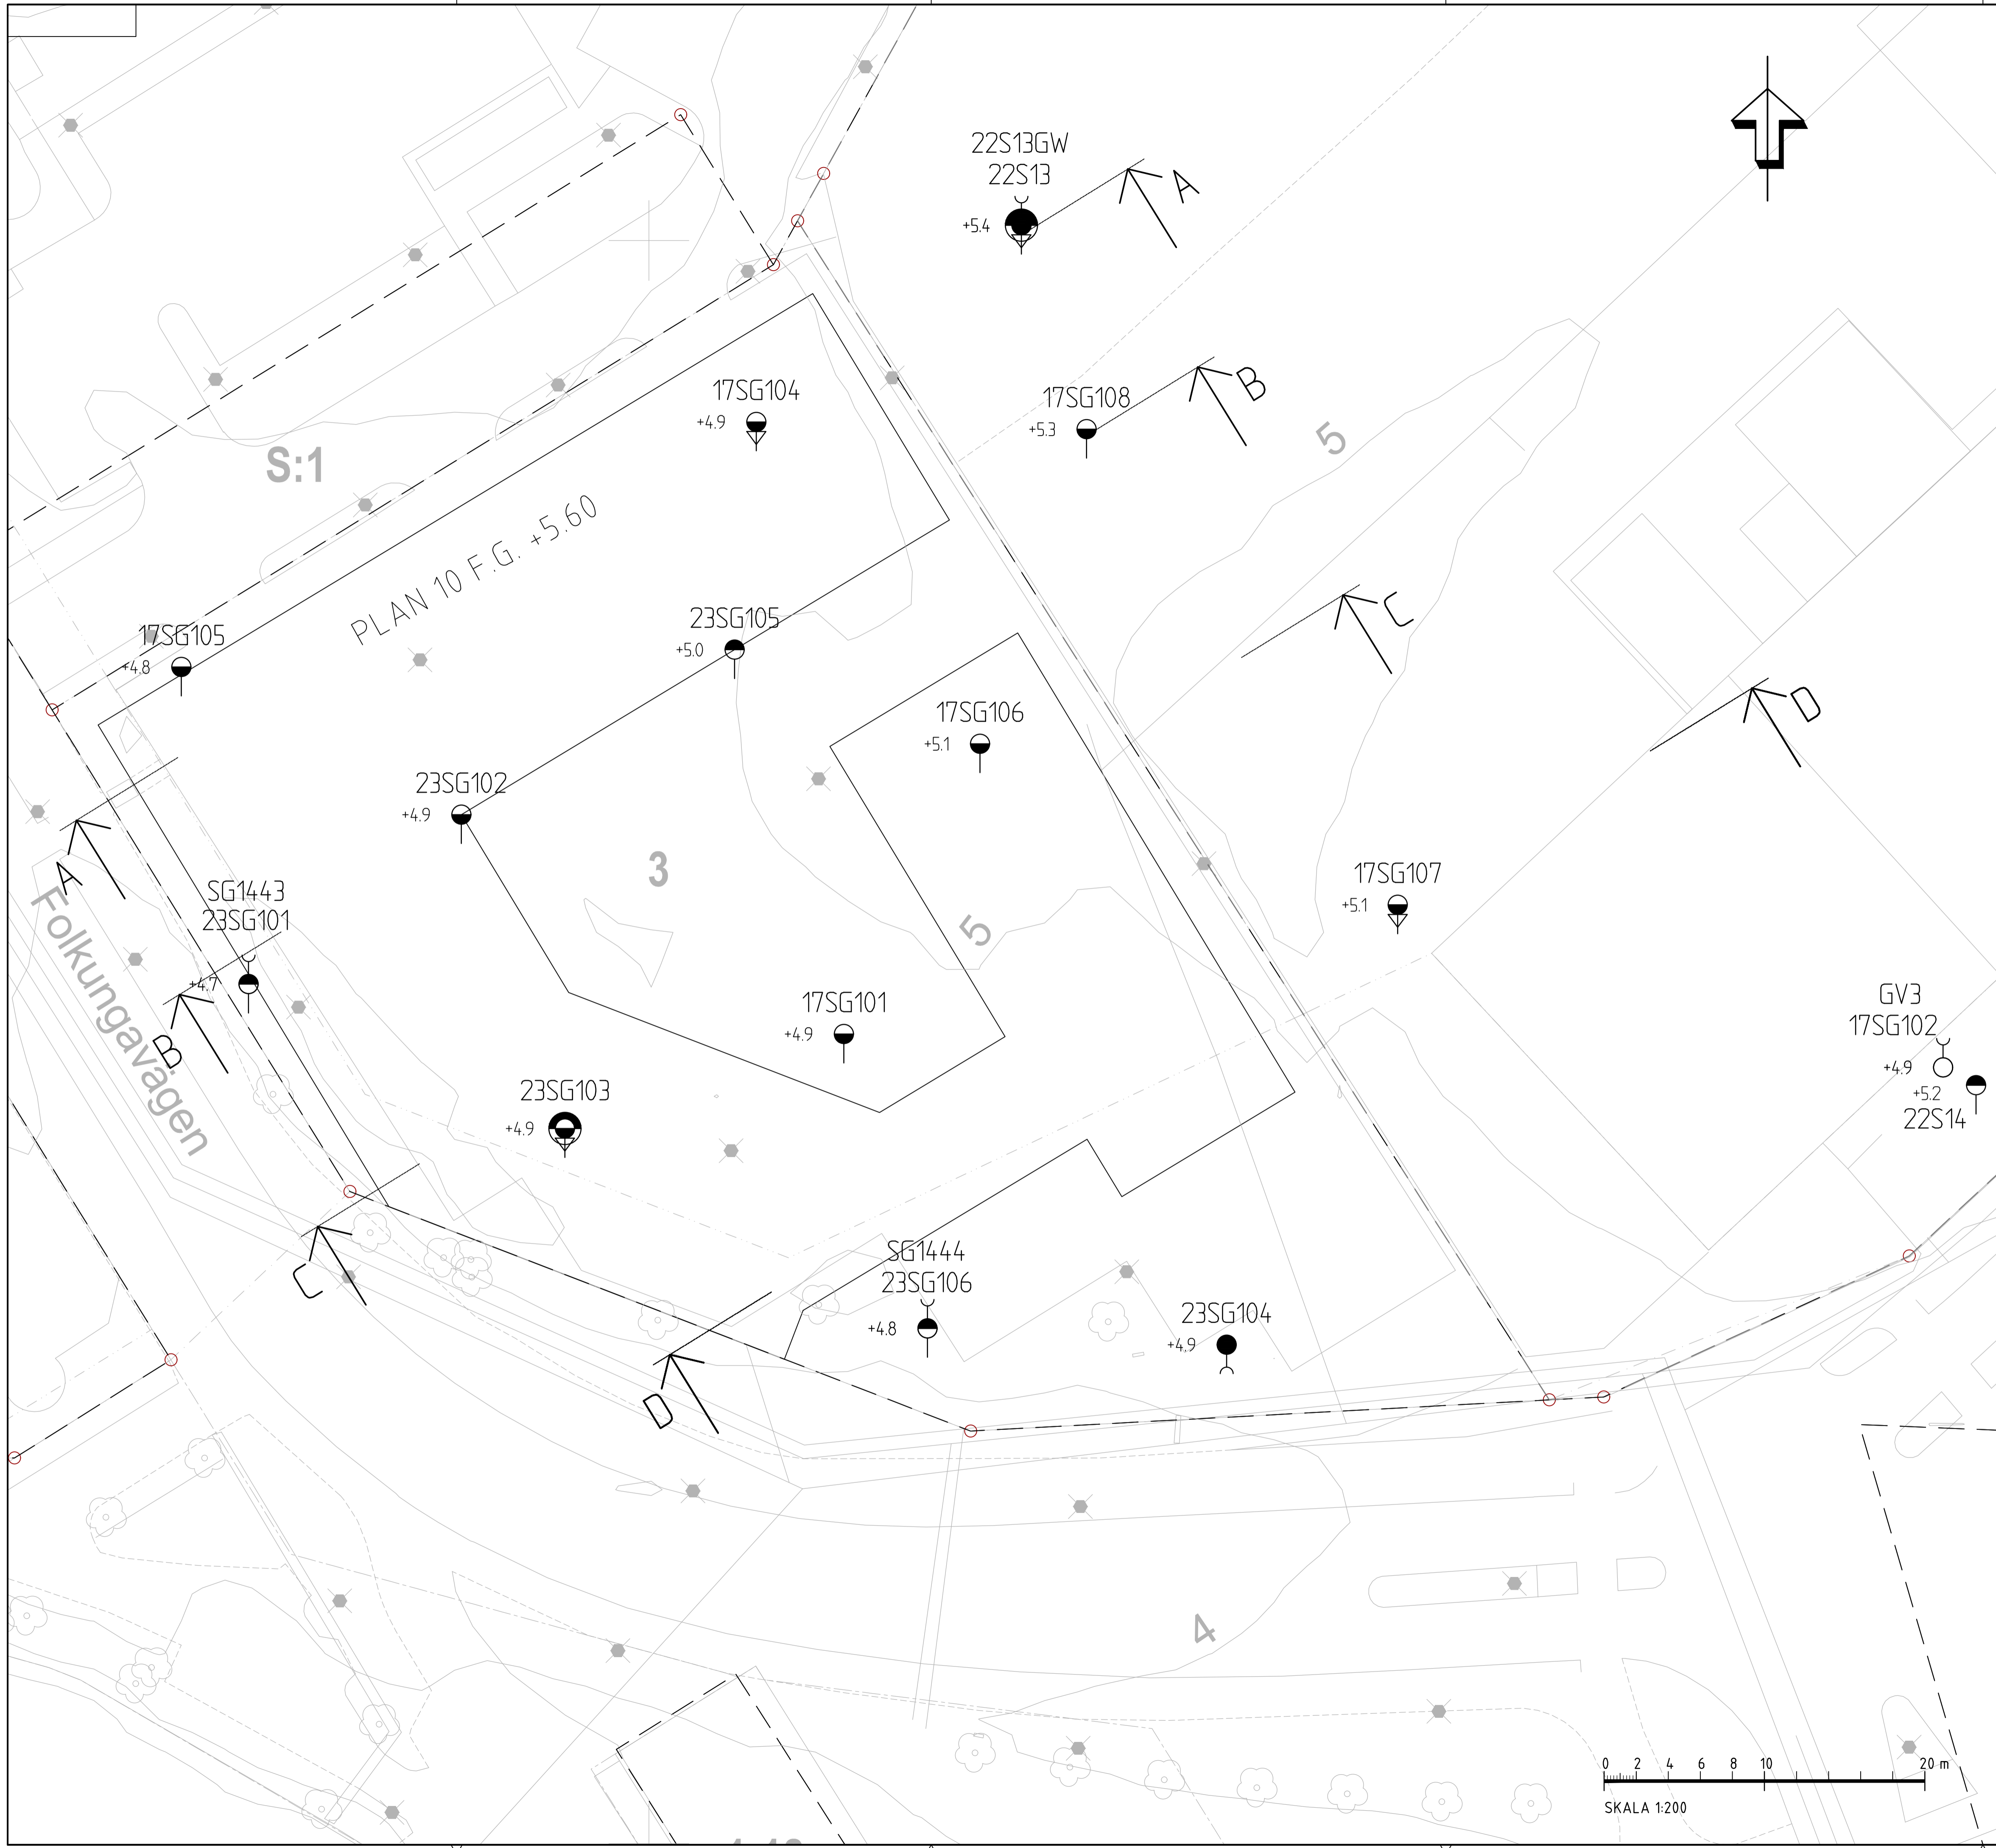 22S13GW
22S13
+5.4
A
17SG104
+4.9
17SG108
+5.3
B
5
S:1
PLAN 10 F.G. +5.60
C
17SG105
+4.8
23SG105
+5.0
D
17SG106
+5.1
23SG102
+4.9
3
A
17SG107
+5.1
SG1443
23SG101
+4.7
Folkungavägen
5
B
17SG101
+4.9
GV3
17SG102
+4.9
+5.2
22S14
23SG103
+4.9
C
SG1444
23SG106
+4.8
23SG104
+4.9
D
4
0 2 4 6 8 10 20 m
SKALA 1:200